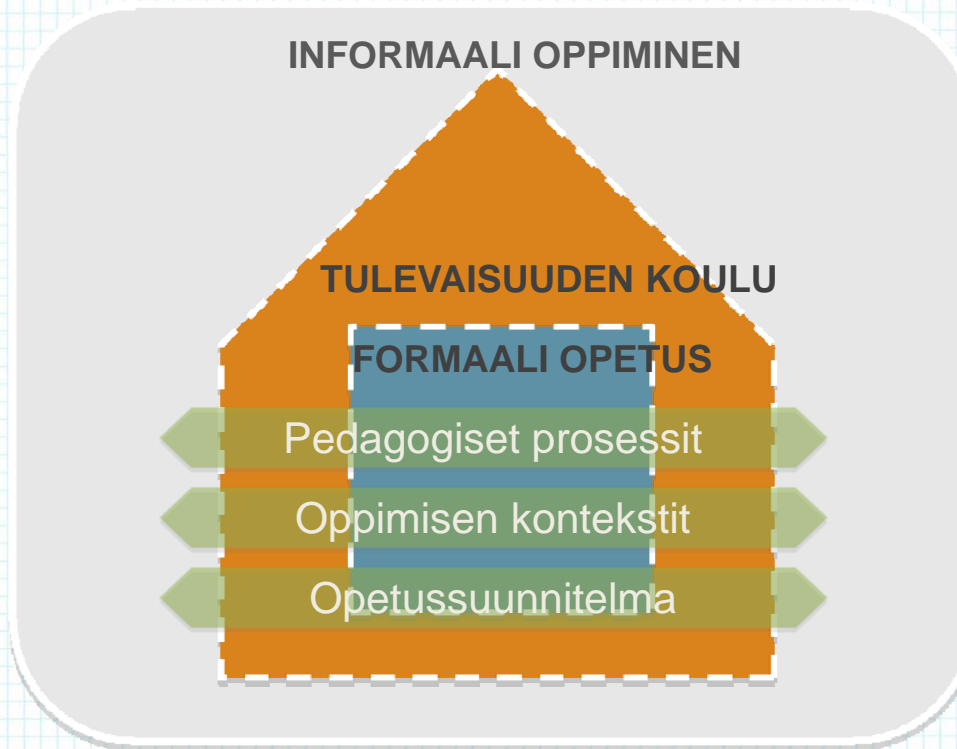 INFORMAALI OPPIMINEN
TULEVAISUUDEN KOULU
FORMAALI OPETUS
Pedagogiset prosessit
Oppimisen kontekstit
Opetussuunnitelma